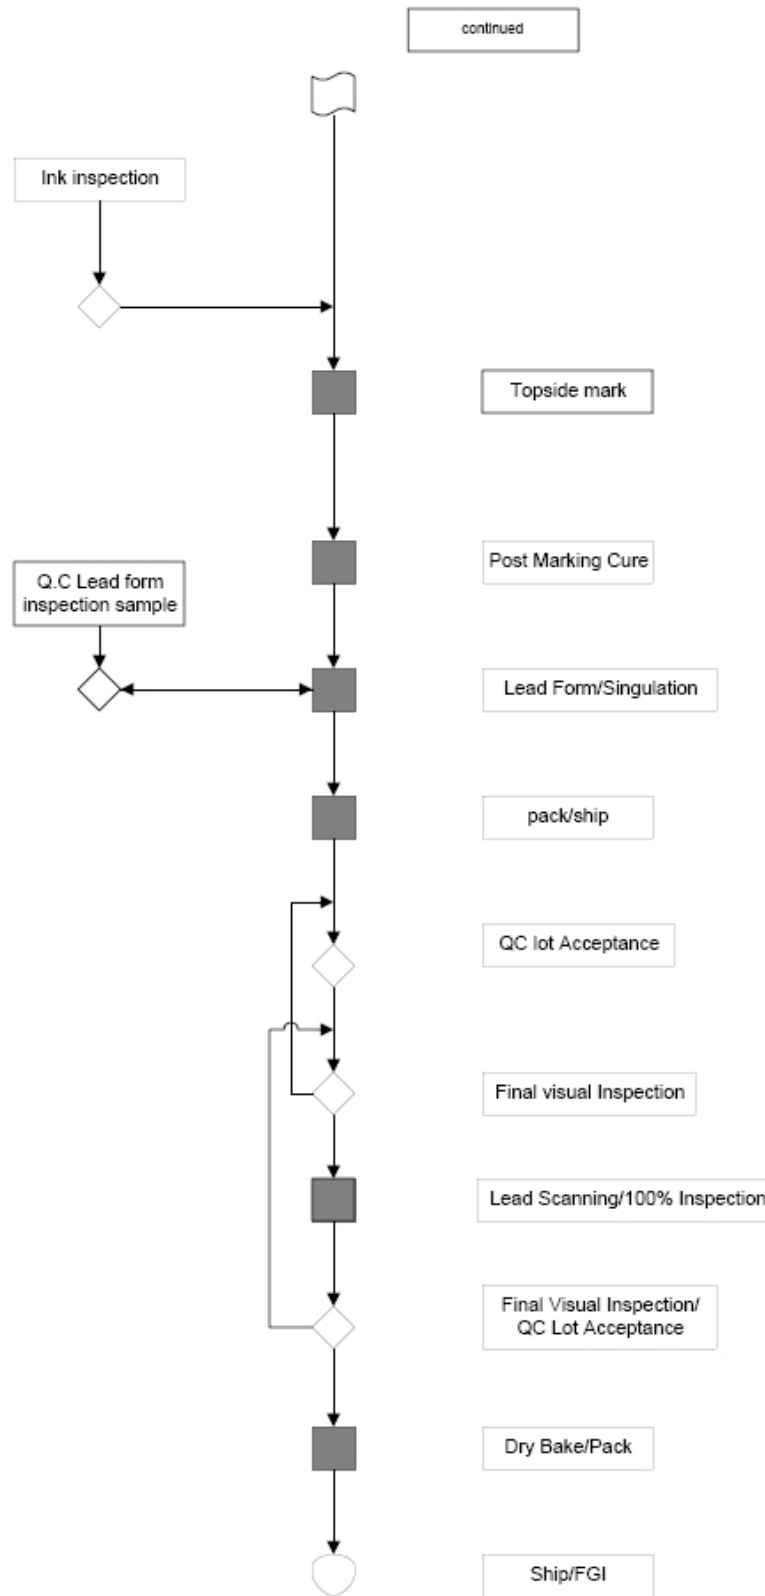 continued
Ink inspection
Topside mark
Post Marking Cure
Q.C Lead form
inspection sample
Lead Form/Singulation
pack/ship
QC lot Acceptance
Final visual Inspection
Lead Scanning/100% Inspection
Final Visual Inspection/
QC Lot Acceptance
Dry Bake/Pack
Ship/FGI